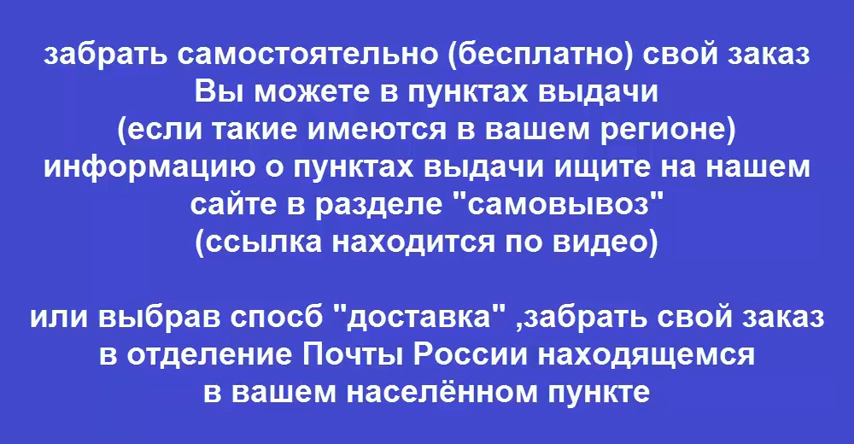 забрать самостоятельно (бесплатно) свой заказ
Вы можете в пунктах выдачи
(если такие имеются в вашем регионе)
информацию о пунктах выдачи ищите на нашем
сайте в разделе "самовывоз"
(ссылка находится по видео)
или выбрав спосб "доставка" ,забрать свой заказ
в отделение Почты России находящемся
в вашем населённом пункте